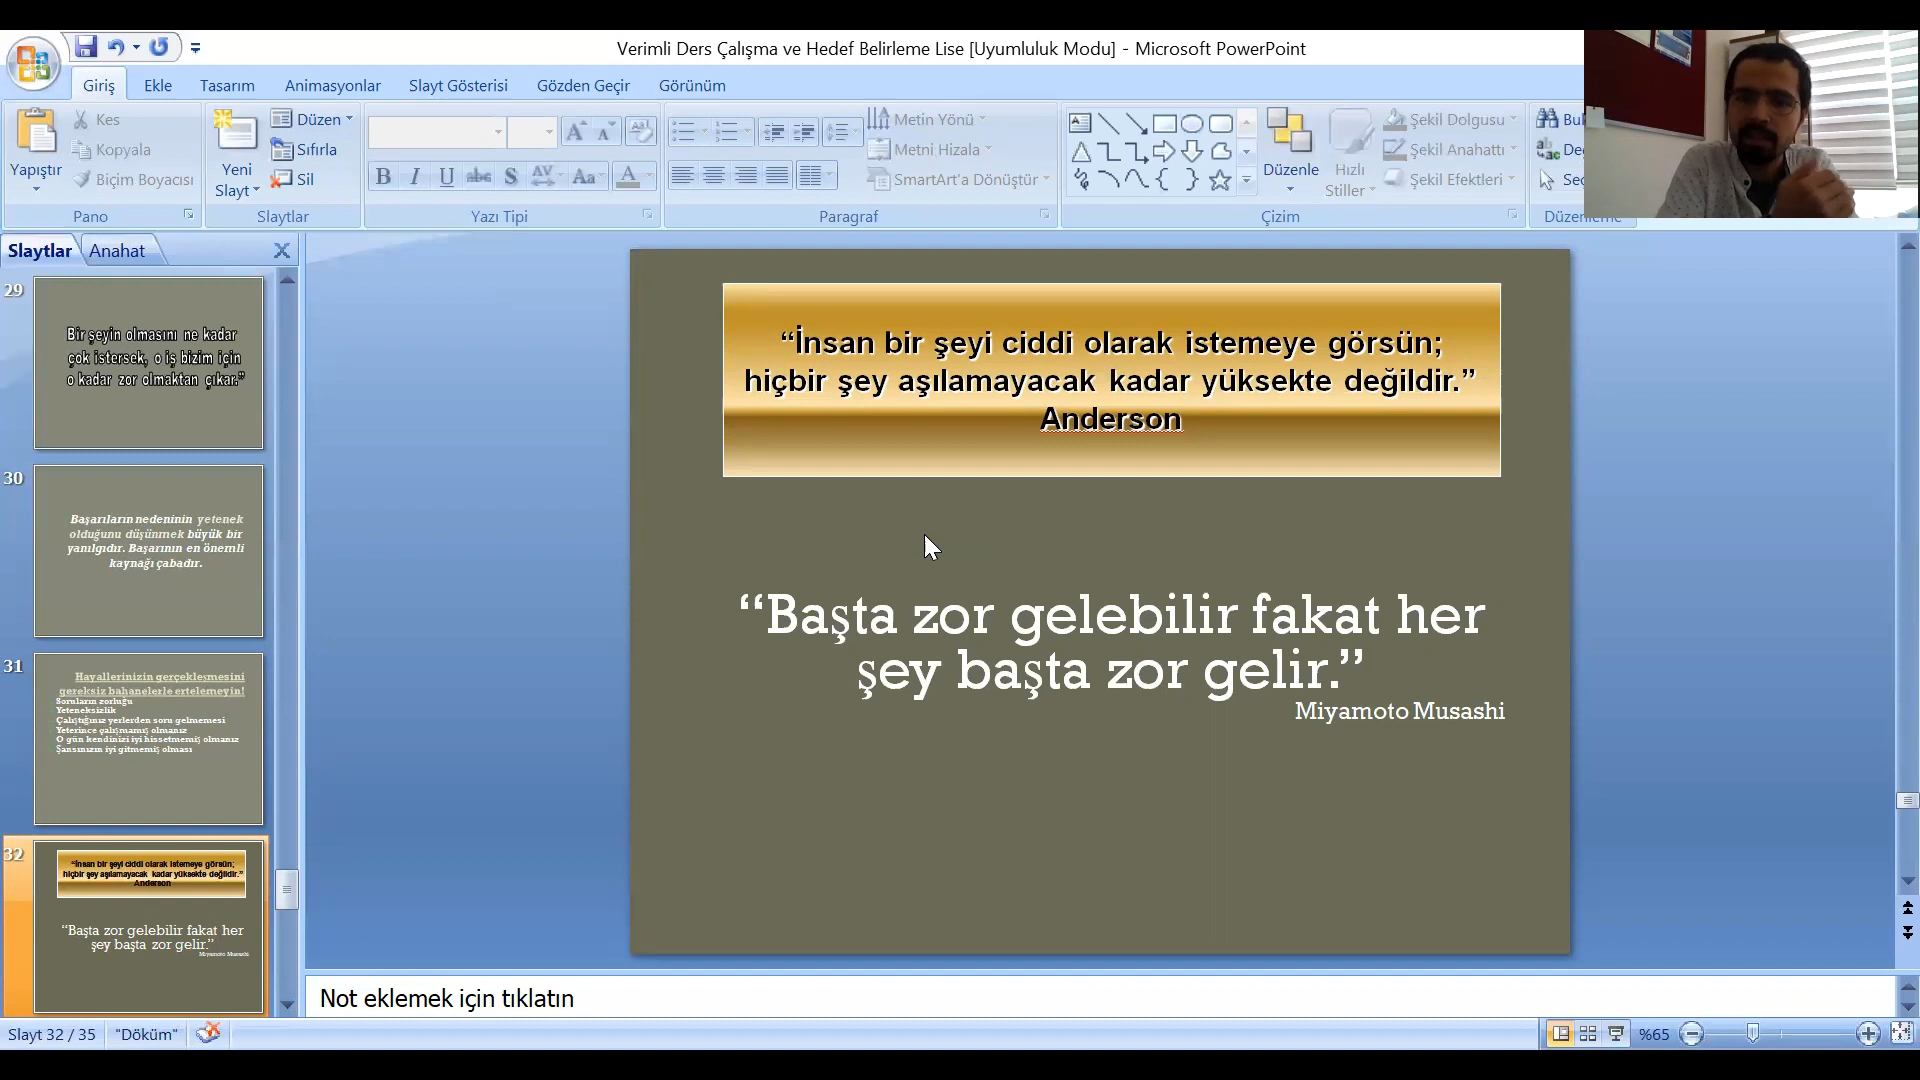 Verimli Ders Çalışma ve Hedef Belirleme Lise [Uyumluluk Modu] - Microsoft PowerPoint
Giriş Ekle Tasarım Animasyonlar Slayt Gösterisi Gözden Geçir Görünüm
Yapıştır
Kes
Kopyala
Biçim Boyacısı
Pano
Yeni
Slayt
Düzen
Sıfırla
Sil
Slaytlar
Yazı Tipi
Metin Yönü
Metni Hizala
SmartArt'a Dönüştür
Paragraf
Düzenle
Hızlı
Stiller
Şekil Dolgusu
Şekil Anahattı
Şekil Efektleri
Çizim
Düzenleme
Slaytlar Anahat
29
Bir şeyin olmasını ne kadar
çok istersek, o iş bizim için
o kadar zor olmaktan çıkar."
30
Başarıların nedeninin yetenek
olduğunu düşünmek büyük bir
yanılgıdır. Başarının en önemli
kaynağı çabadır.
31
Hayallerinizin gerçekleşmesini
gereksiz bahanelerle ertelemeyin!
Soruların zorluğu
Yeteneksizlik
Çalıştığınız yerlerden soru gelmemesi
Yeterince çalışmamış olmanız
O gün kendinizi iyi hissetmemiş olmanız
Şansınızın iyi gitmemiş olması
32
“İnsan bir şeyi ciddi olarak istemeye görsün;
hiçbir şey aşılamayacak kadar yüksekte değildir.”
Anderson
“Başta zor gelebilir fakat her
şey başta zor gelir.”
Miyamoto Musashi
“İnsan bir şeyi ciddi olarak istemeye görsün;
hiçbir şey aşılamayacak kadar yüksekte değildir.”
Anderson
“Başta zor gelebilir fakat her
şey başta zor gelir.”
Miyamoto Musashi
Not eklemek için tıklatın
Slayt 32 / 35 "Döküm" %65